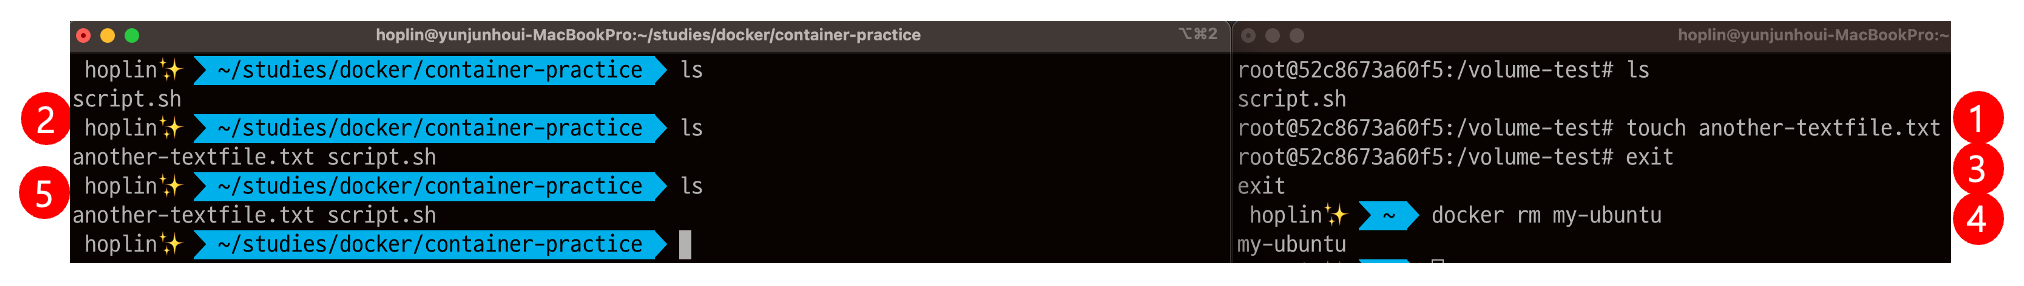 hoplin@yunjunhoui-MacBookPro:~/studies/docker/container-practice ⌥⌘2
hoplin✨ ~/studies/docker/container-practice ls
script.sh
2
hoplin✨ ~/studies/docker/container-practice ls
another-textfile.txt script.sh
5
hoplin✨ ~/studies/docker/container-practice ls
another-textfile.txt script.sh
hoplin✨ ~/studies/docker/container-practice
hoplin@yunjunhoui-MacBookPro:~
root@52c8673a60f5:/volume-test# ls
script.sh
1
root@52c8673a60f5:/volume-test# touch another-textfile.txt
root@52c8673a60f5:/volume-test# exit
3
exit
hoplin✨ ~ docker rm my-ubuntu
4
my-ubuntu